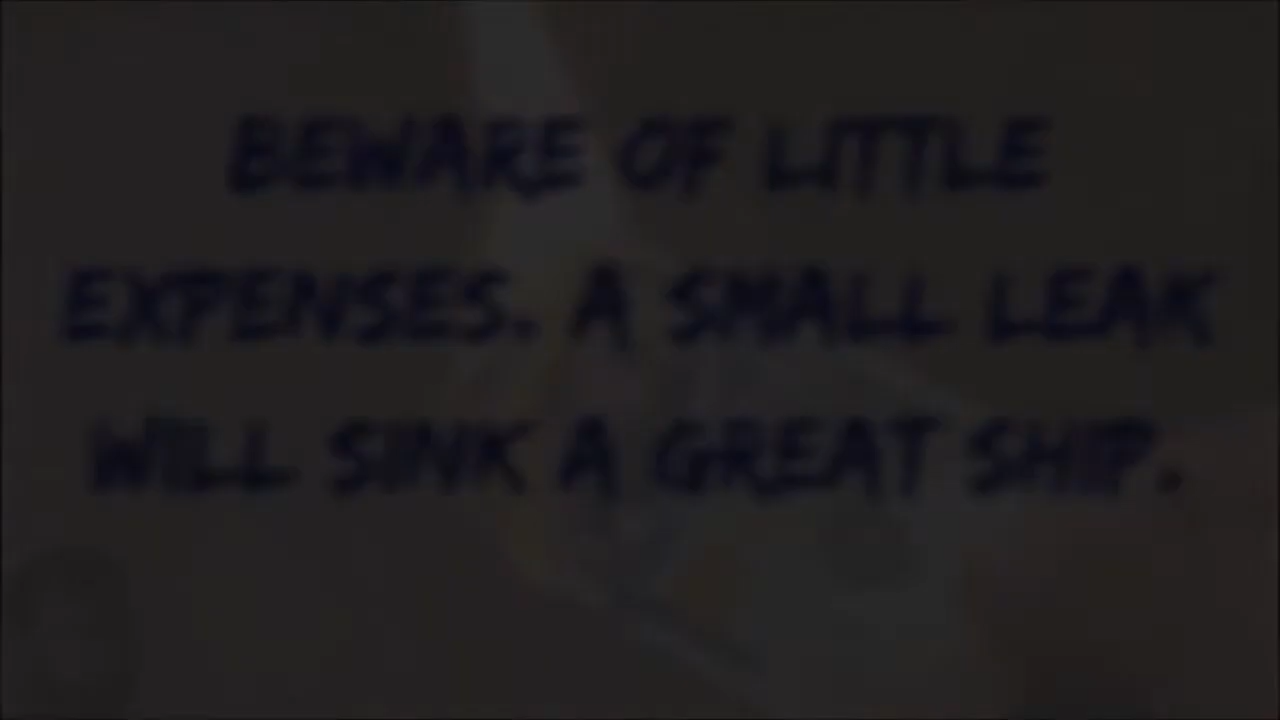 BEWARE OF LITTLE
EXPENSES. A SMALL LEAK
WILL SINK A GREAT SHIP.